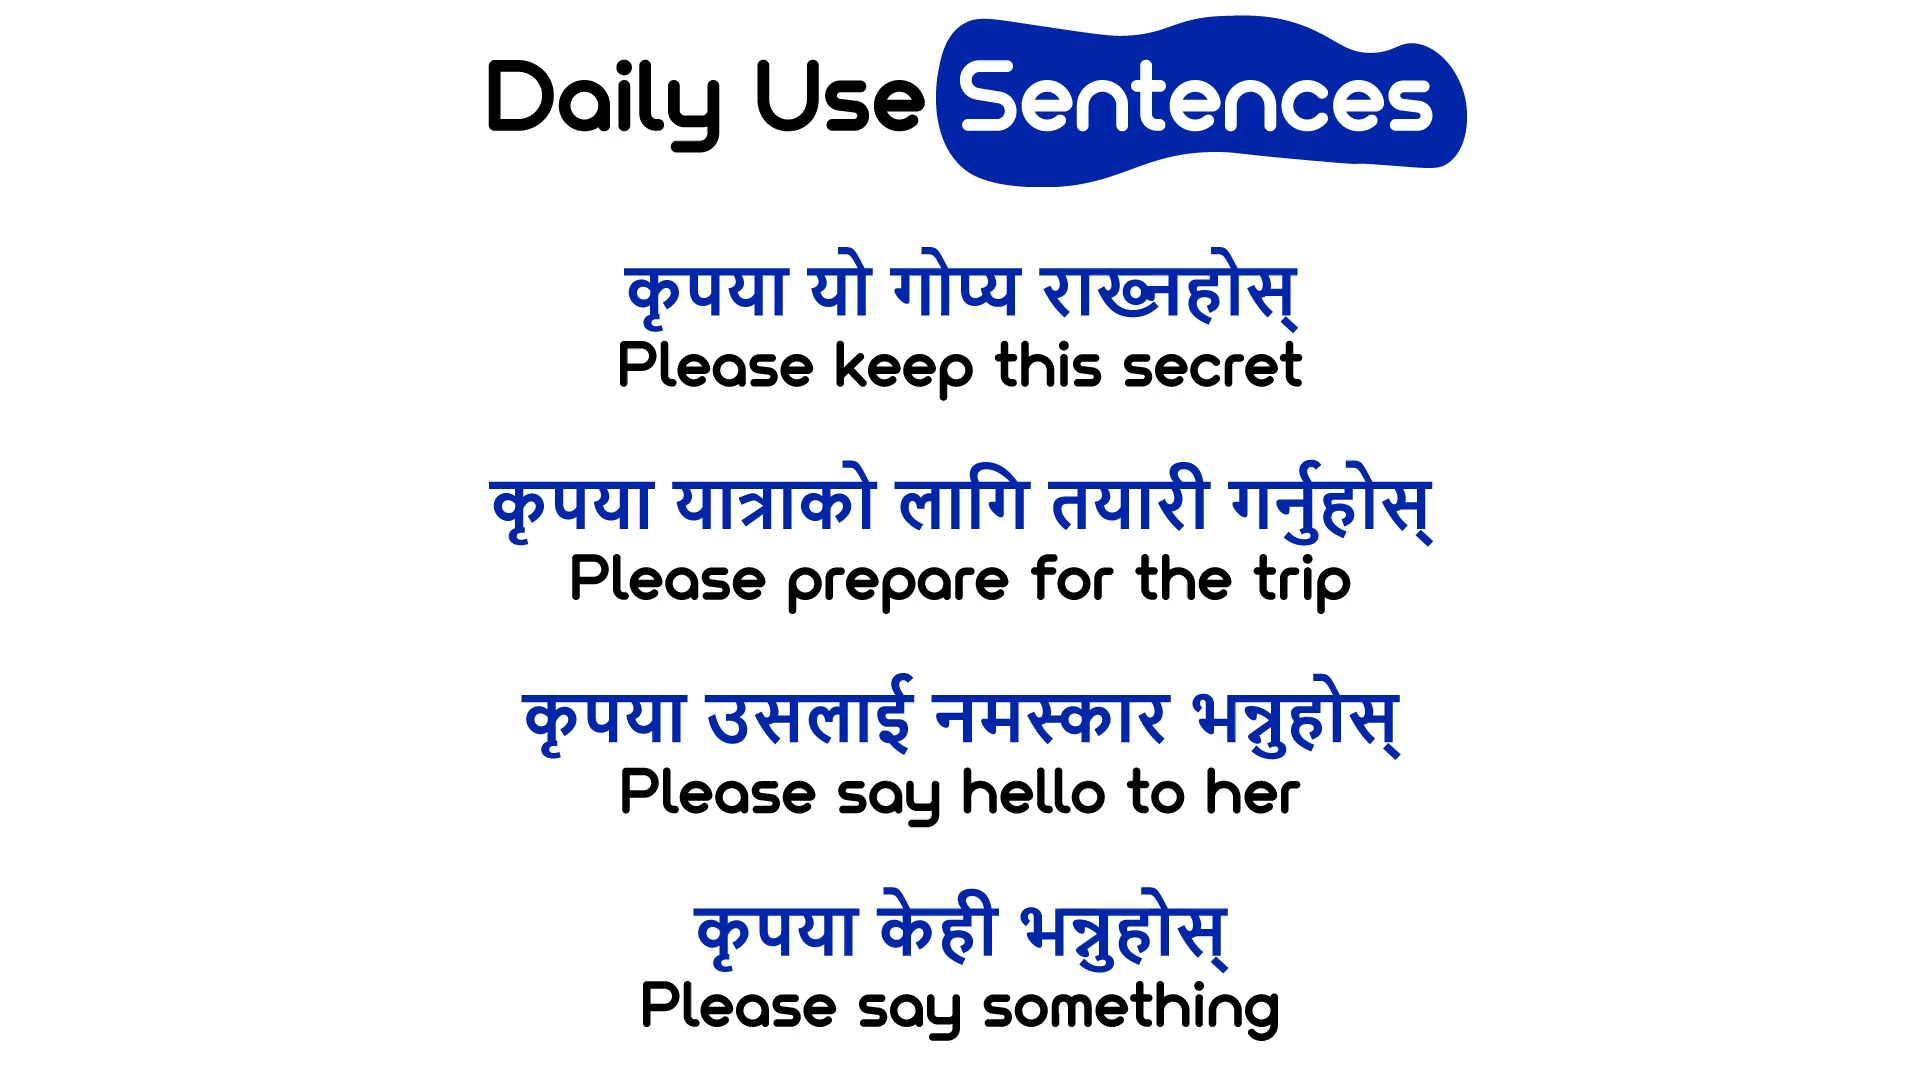 Daily Use Sentences
कृपया यो गोप्य राख्नहोस्
Please keep this secret
कृपया यात्राको लागि तयारी गर्नुहोस्
Please prepare for the trip
कृपया उसलाई नमस्कार भन्नुहोस्
Please say hello to her
कृपया केही भन्नुहोस्
Please say something